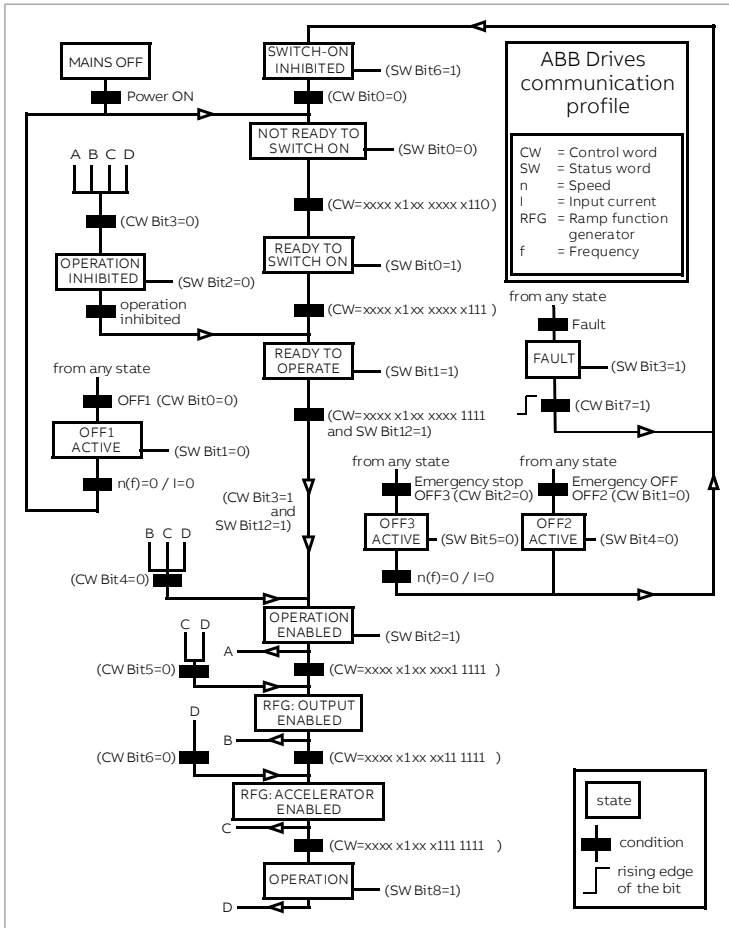 MAINS OFF
Power ON
SWITCH-ON
INHIBITED
(SW Bit6=1)
(CW Bit0=0)
NOT READY TO
SWITCH ON
(SW Bit0=0)
A B C D
(CW Bit3=0)
OPERATION
INHIBITED
(SW Bit2=0)
operation
inhibited
(CW=xxxx x1xx xxxx x110)
READY TO
SWITCH ON
(SW Bit0=1)
(CW=xxxx x1xx xxxx x111 )
READY TO
OPERATE
(SW Bit1=1)
(CW=xxxx x1xx xxxx 1111
and SW Bit12=1)
from any state
OFF1 (CW Bit0=0)
OFF1
ACTIVE
(SW Bit1=0)
n(f)=0 / I=0
(CW Bit3=1
and
SW Bit12=1)
ABB Drives
communication
profile
CW = Control word
SW = Status word
n = Speed
I = Input current
RFG = Ramp function
generator
f = Frequency
from any state
Fault
FAULT
(SW Bit3=1)
(CW Bit7=1)
from any state
Emergency stop
OFF3 (CW Bit2=0)
OFF3
ACTIVE
(SW Bit5=0)
n(f)=0 / I=0
from any state
Emergency OFF
OFF2 (CW Bit1=0)
OFF2
ACTIVE
(SW Bit4=0)
B C D
(CW Bit4=0)
OPERATION
ENABLED
(SW Bit2=1)
A
C D
(CW Bit5=0)
(CW=xxxx x1xx xxx1 1111 )
RFG: OUTPUT
ENABLED
B
D
(CW Bit6=0)
(CW=xxxx x1xx xx11 1111 )
RFG: ACCELERATOR
ENABLED
C
(CW=xxxx x1xx x111 1111 )
OPERATION
(SW Bit8=1)
D
state
condition
rising edge
of the bit